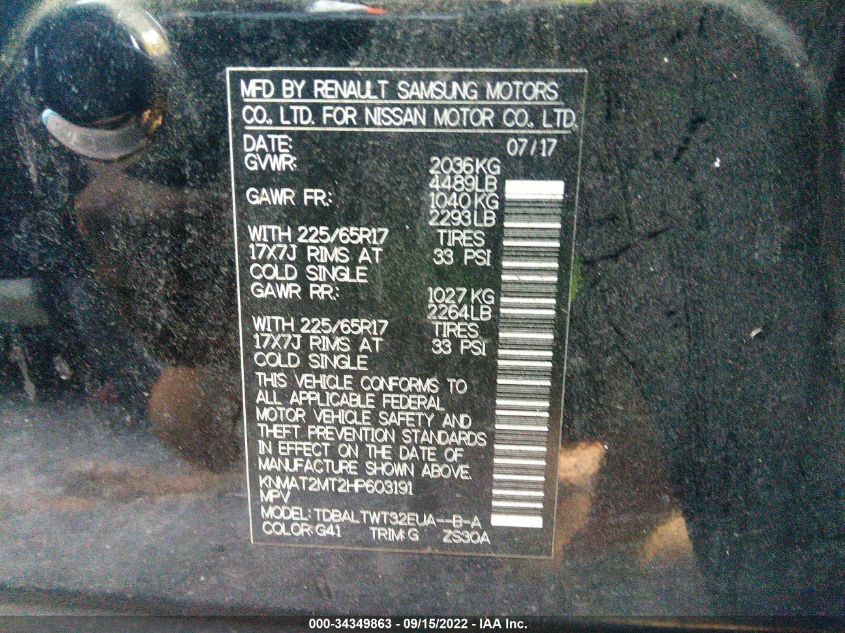 MFD BY RENAULT SAMSUNG MOTORS
CO., LTD. FOR NISSAN MOTOR CO., LTD.
DATE: 07/17
GVWR: 2036KG
4489LB
GAWR FR.: 1040KG
2293LB
WITH 225/65R17 TIRES
17X7J RIMS AT 33 PSI
COLD SINGLE
GAWR RR.: 1027KG
2264LB
WITH 225/65R17 TIRES
17X7J RIMS AT 33 PSI
COLD SINGLE
THIS VEHICLE CONFORMS TO
ALL APPLICABLE FEDERAL
MOTOR VEHICLE SAFETY AND
THEFT PREVENTION STANDARDS
IN EFFECT ON THE DATE OF
MANUFACTURE SHOWN ABOVE.
KNMAT2MT2HP603191
MPV
MODEL: TDBALTWT32EUA--B-A
COLOR:G41 TRIM:G ZS30A
000-34349863 - 09/15/2022 - IAA Inc.